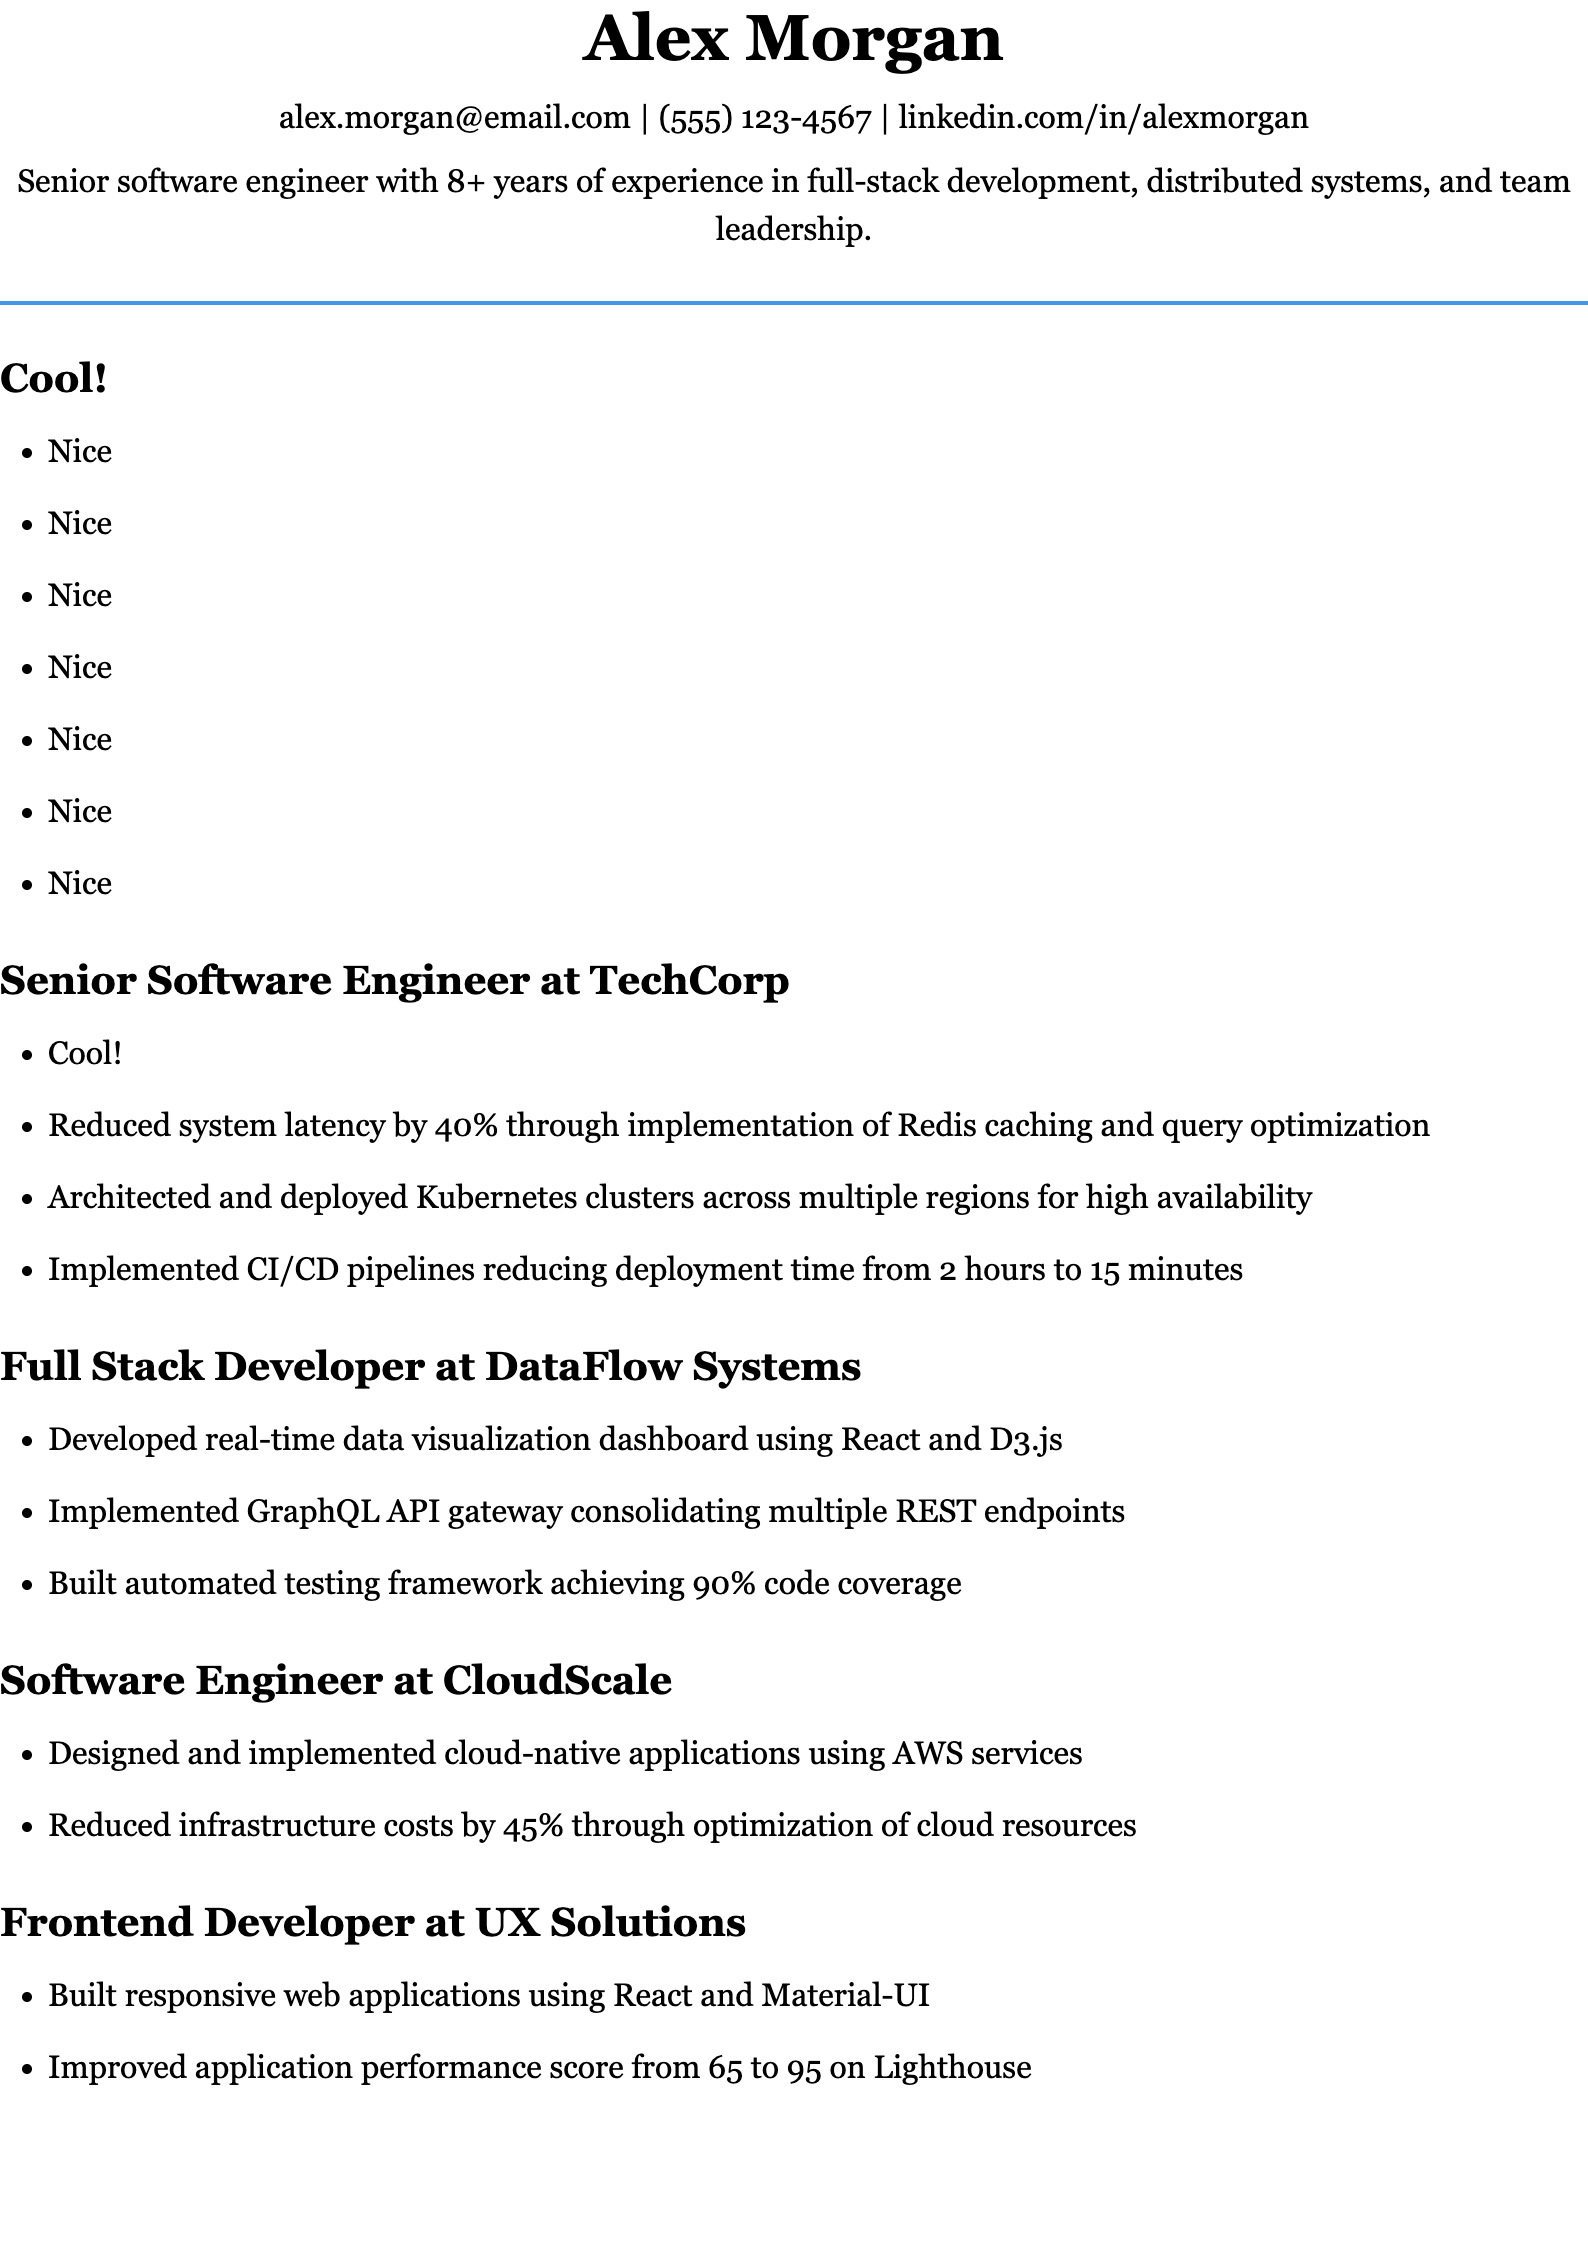 Alex Morgan
alex.morgan@email.com | (555) 123-4567 | linkedin.com/in/alexmorgan
Senior software engineer with 8+ years of experience in full-stack development, distributed systems, and team
leadership.
Cool!
• Nice
• Nice
• Nice
• Nice
• Nice
• Nice
• Nice
Senior Software Engineer at TechCorp
• Cool!
• Reduced system latency by 40% through implementation of Redis caching and query optimization
• Architected and deployed Kubernetes clusters across multiple regions for high availability
• Implemented CI/CD pipelines reducing deployment time from 2 hours to 15 minutes
Full Stack Developer at DataFlow Systems
• Developed real-time data visualization dashboard using React and D3.js
• Implemented GraphQL API gateway consolidating multiple REST endpoints
• Built automated testing framework achieving 90% code coverage
Software Engineer at CloudScale
• Designed and implemented cloud-native applications using AWS services
• Reduced infrastructure costs by 45% through optimization of cloud resources
Frontend Developer at UX Solutions
• Built responsive web applications using React and Material-UI
• Improved application performance score from 65 to 95 on Lighthouse